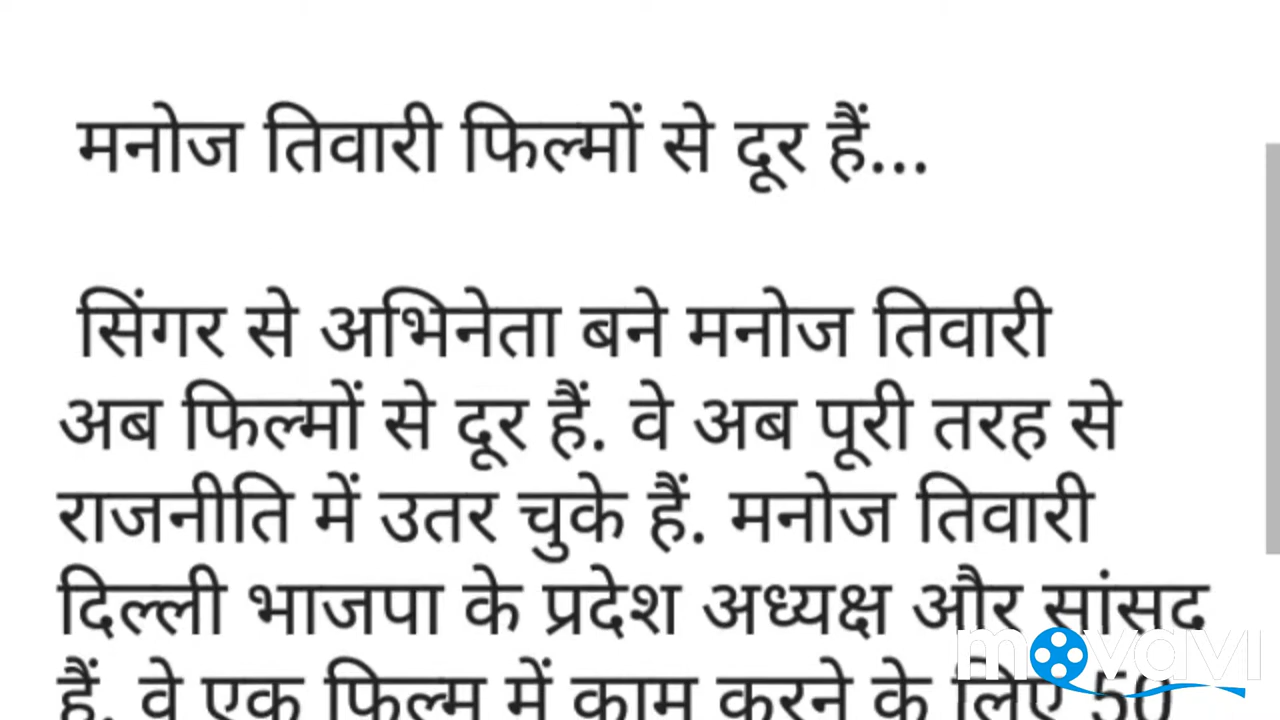 मनोज तिवारी फिल्मों से दूर हैं...
सिंगर से अभिनेता बने मनोज तिवारी
अब फिल्मों से दूर हैं. वे अब पूरी तरह से
राजनीति में उतर चुके हैं. मनोज तिवारी
दिल्ली भाजपा के प्रदेश अध्यक्ष और सांसद
हैं. वे एक फिल्म में काम करने के लिए 50
movavi